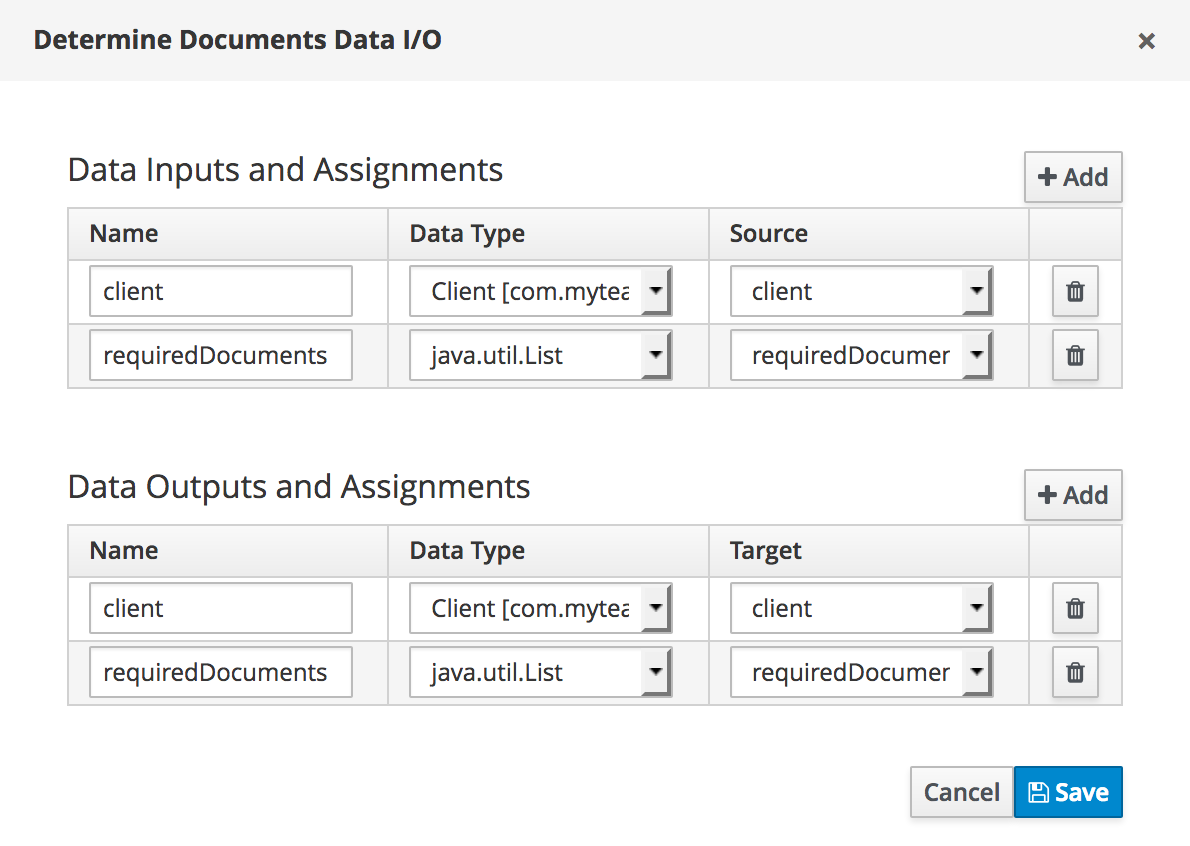 Determine Documents Data I/O
Data Inputs and Assignments
+ Add
Name Data Type Source
client Client [com.mytea client
requiredDocuments java.util.List requiredDocumer
Data Outputs and Assignments
+ Add
Name Data Type Target
client Client [com.mytea client
requiredDocuments java.util.List requiredDocumer
Cancel Save